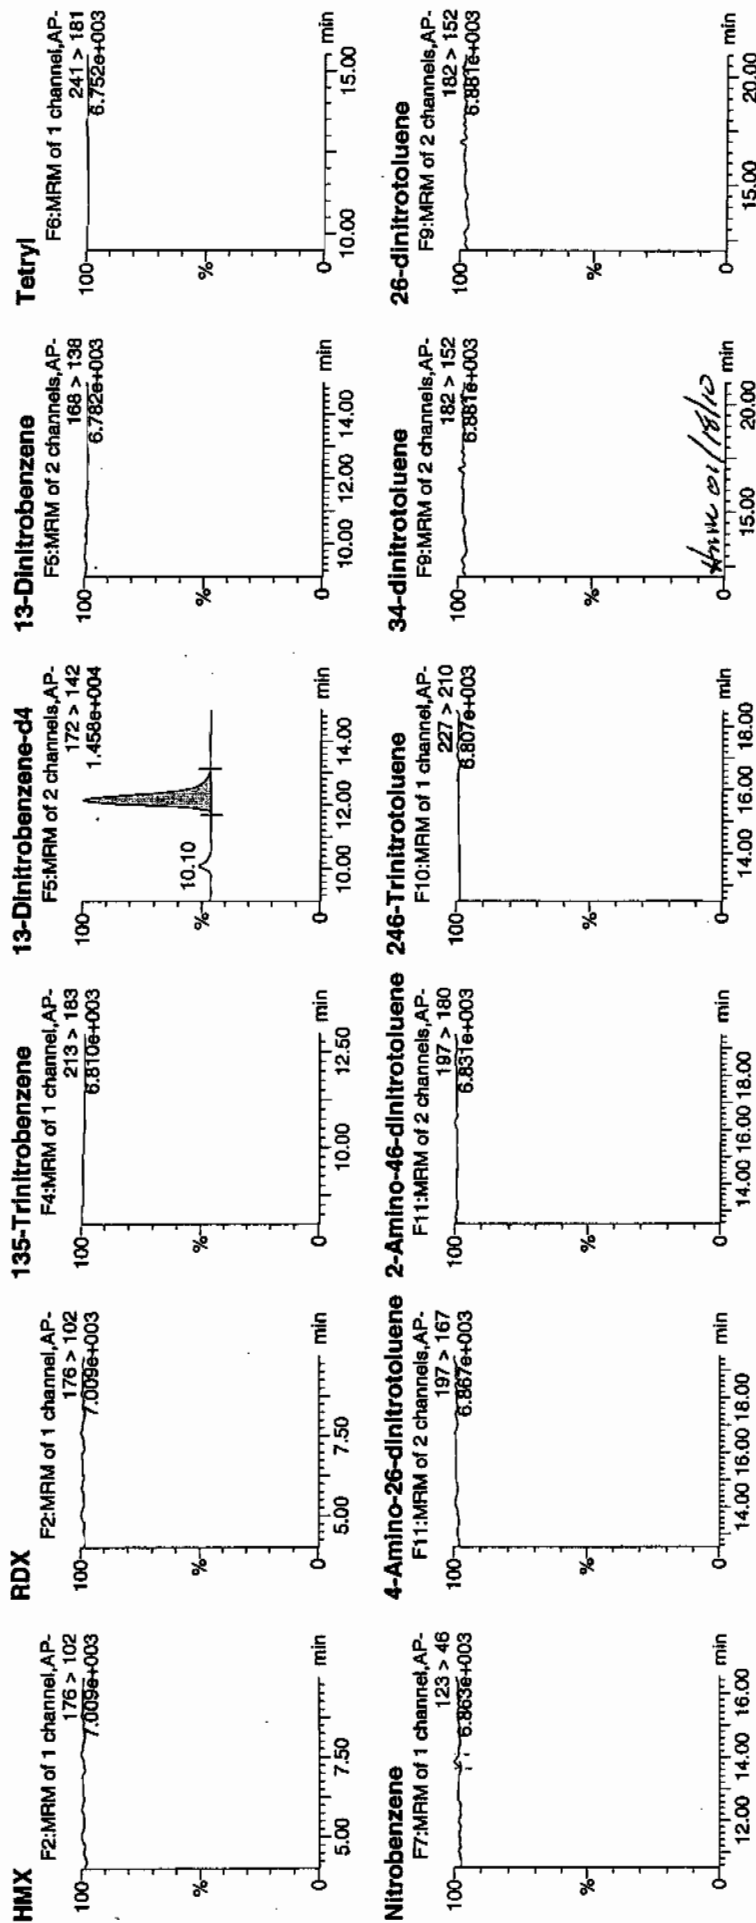 HMX
F2:MRM of 1 channel,AP-
176 > 102
7.009e+003
100
%
0
5.00 7.50 min
RDX
F2:MRM of 1 channel,AP-
176 > 102
7.009e+003
100
%
0
5.00 7.50 min
135-Trinitrobenzene
F4:MRM of 1 channel,AP-
213 > 183
6.810e+003
100
%
0
10.00 12.50 min
13-Dinitrobenzene-d4
F5:MRM of 2 channels,AP-
172 > 142
1.458e+004
100
10.10
%
0
10.00 12.00 14.00 min
13-Dinitrobenzene
F5:MRM of 2 channels,AP-
168 > 138
6.782e+003
100
%
0
10.00 12.00 14.00 min
Tetryl
F6:MRM of 1 channel,AP-
241 > 181
6.752e+003
100
%
0
10.00 15.00 min
Nitrobenzene
F7:MRM of 1 channel,AP-
123 > 46
6.863e+003
100
%
0
12.00 14.00 16.00 min
4-Amino-26-dinitrotoluene
F11:MRM of 2 channels,AP-
197 > 167
6.867e+003
100
%
0
14.00 16.00 18.00 min
2-Amino-46-dinitrotoluene
F11:MRM of 2 channels,AP-
197 > 180
6.831e+003
100
%
0
14.00 16.00 18.00 min
246-Trinitrotoluene
F10:MRM of 1 channel,AP-
227 > 210
6.807e+003
100
%
0
14.00 16.00 18.00 min
34-dinitrotoluene
F9:MRM of 2 channels,AP-
182 > 152
6.881e+003
100
%
01/18/10
0
15.00 20.00 min
26-dinitrotoluene
F9:MRM of 2 channels,AP-
182 > 152
6.881e+003
100
%
0
15.00 20.00 min